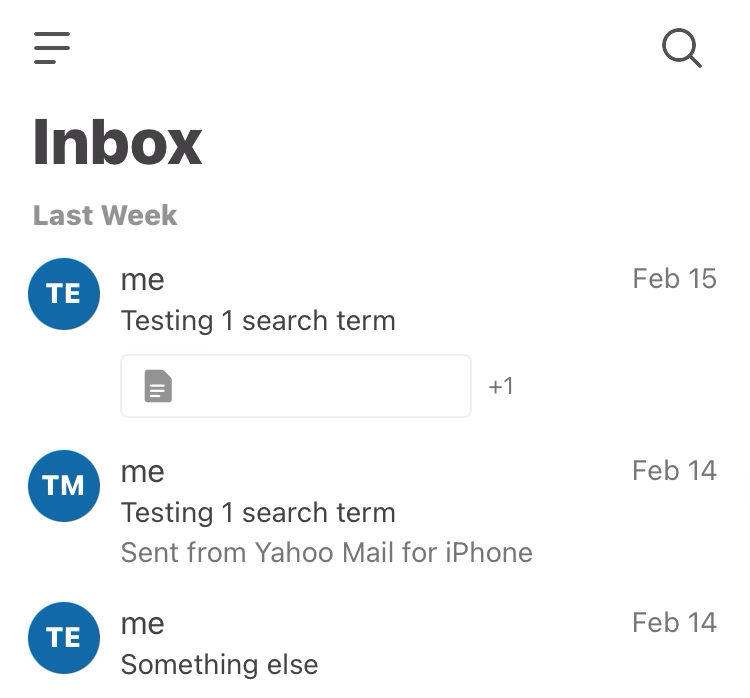 Inbox
Last Week
TE
me
Feb 15
Testing 1 search term
+1
TM
me
Feb 14
Testing 1 search term
Sent from Yahoo Mail for iPhone
TE
me
Feb 14
Something else